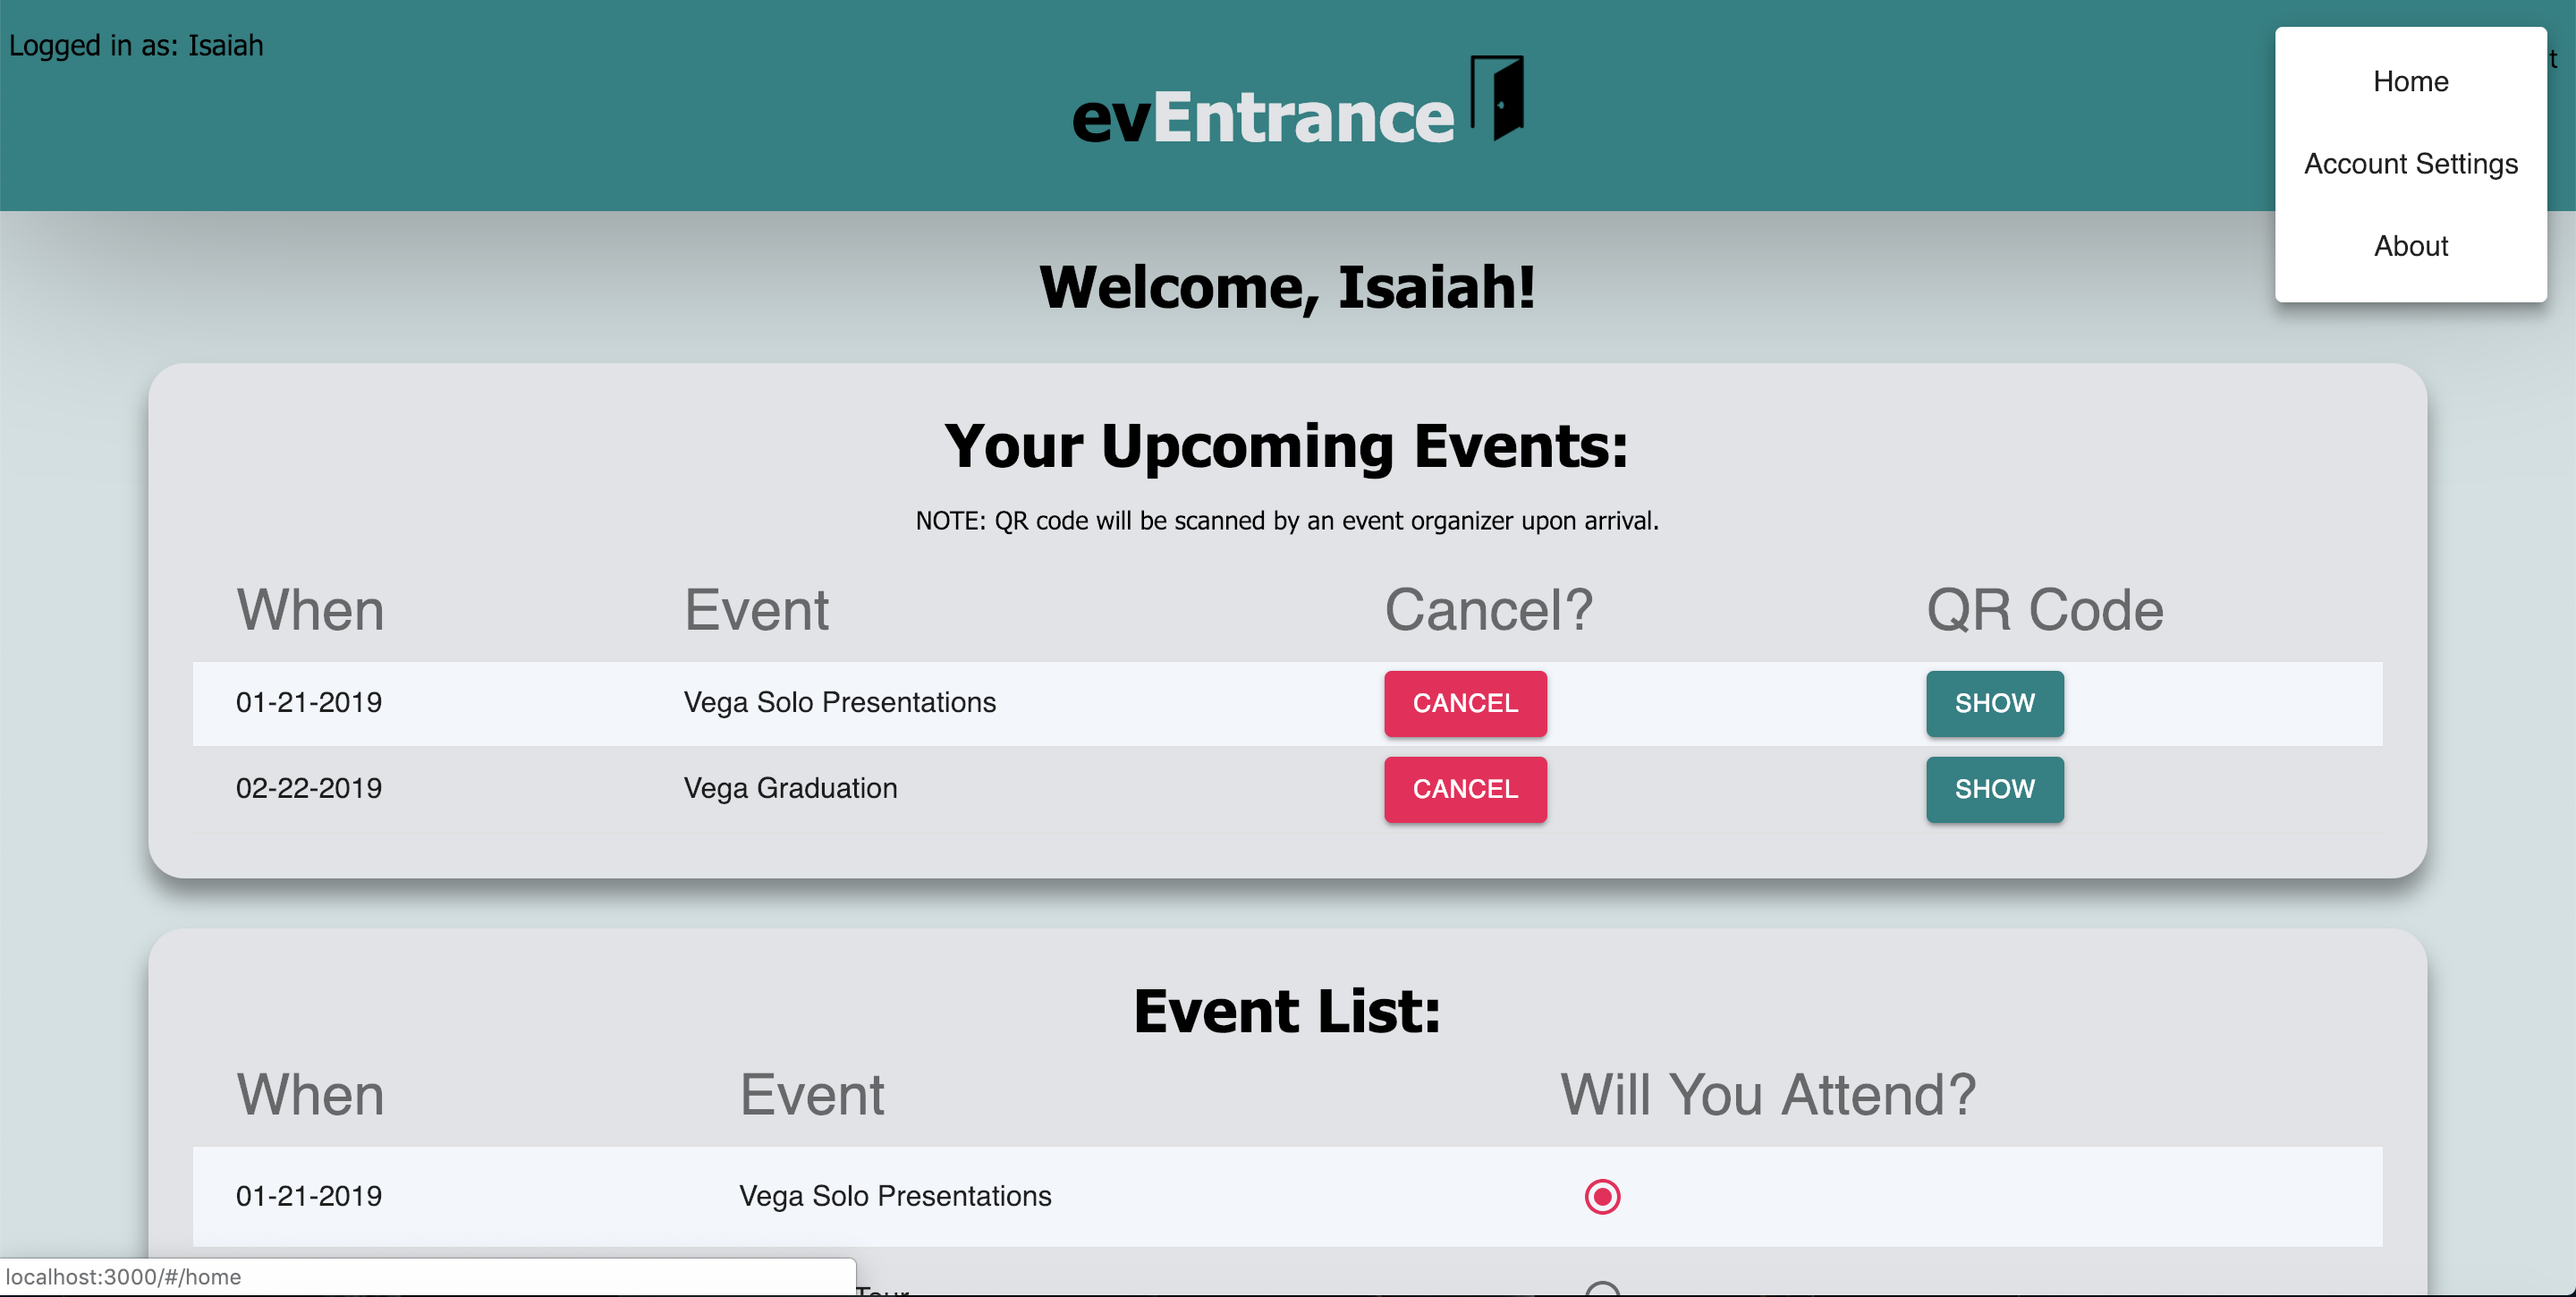 Logged in as: Isaiah
evEntrance
Home
Account Settings
About
t
Welcome, Isaiah!
Your Upcoming Events:
NOTE: QR code will be scanned by an event organizer upon arrival.
When Event Cancel? QR Code
01-21-2019 Vega Solo Presentations CANCEL SHOW
02-22-2019 Vega Graduation CANCEL SHOW
Event List:
When Event Will You Attend?
01-21-2019 Vega Solo Presentations
localhost:3000/#/home